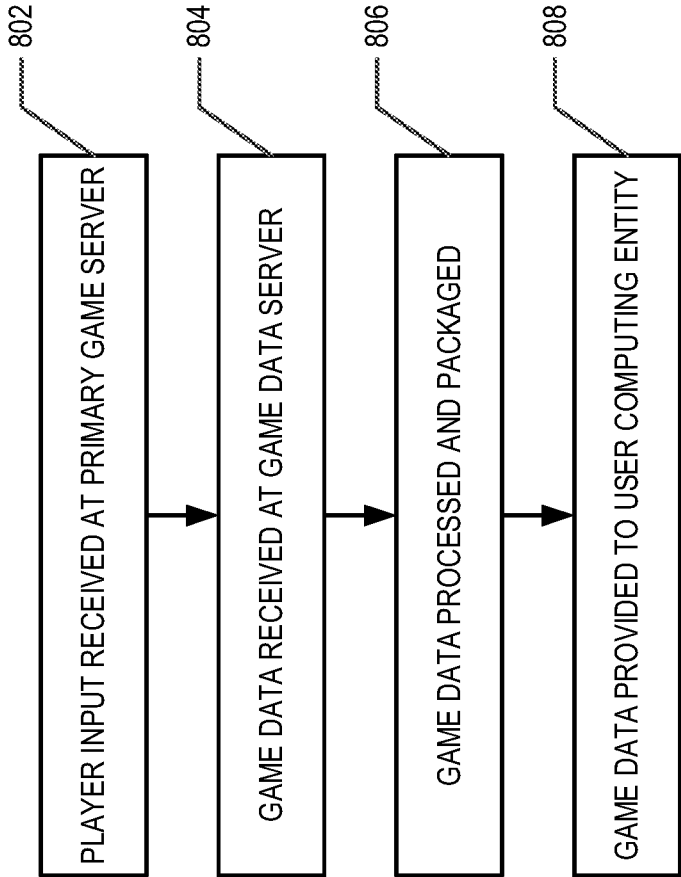 PLAYER INPUT RECEIVED AT PRIMARY GAME SERVER
802
GAME DATA RECEIVED AT GAME DATA SERVER
804
GAME DATA PROCESSED AND PACKAGED
806
GAME DATA PROVIDED TO USER COMPUTING ENTITY
808